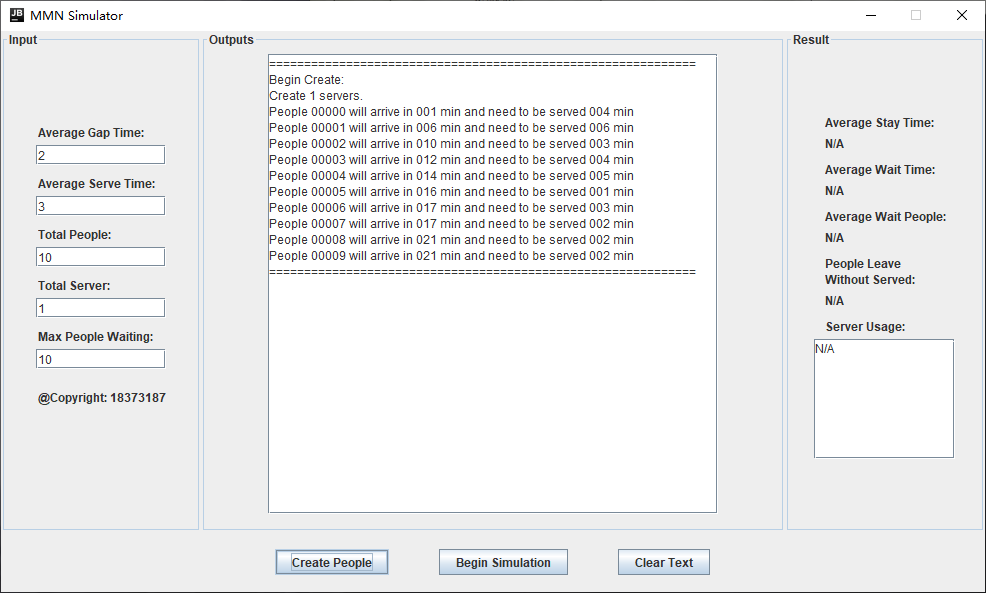 JB MMN Simulator
Input
Average Gap Time:
2
Average Serve Time:
3
Total People:
10
Total Server:
1
Max People Waiting:
10
@Copyright: 18373187
Outputs
=============================================================
Begin Create:
Create 1 servers.
People 00000 will arrive in 001 min and need to be served 004 min
People 00001 will arrive in 006 min and need to be served 006 min
People 00002 will arrive in 010 min and need to be served 003 min
People 00003 will arrive in 012 min and need to be served 004 min
People 00004 will arrive in 014 min and need to be served 005 min
People 00005 will arrive in 016 min and need to be served 001 min
People 00006 will arrive in 017 min and need to be served 003 min
People 00007 will arrive in 017 min and need to be served 002 min
People 00008 will arrive in 021 min and need to be served 002 min
People 00009 will arrive in 021 min and need to be served 002 min
=============================================================
Result
Average Stay Time:
N/A
Average Wait Time:
N/A
Average Wait People:
N/A
People Leave
Without Served:
N/A
Server Usage:
N/A
Create People
Begin Simulation
Clear Text